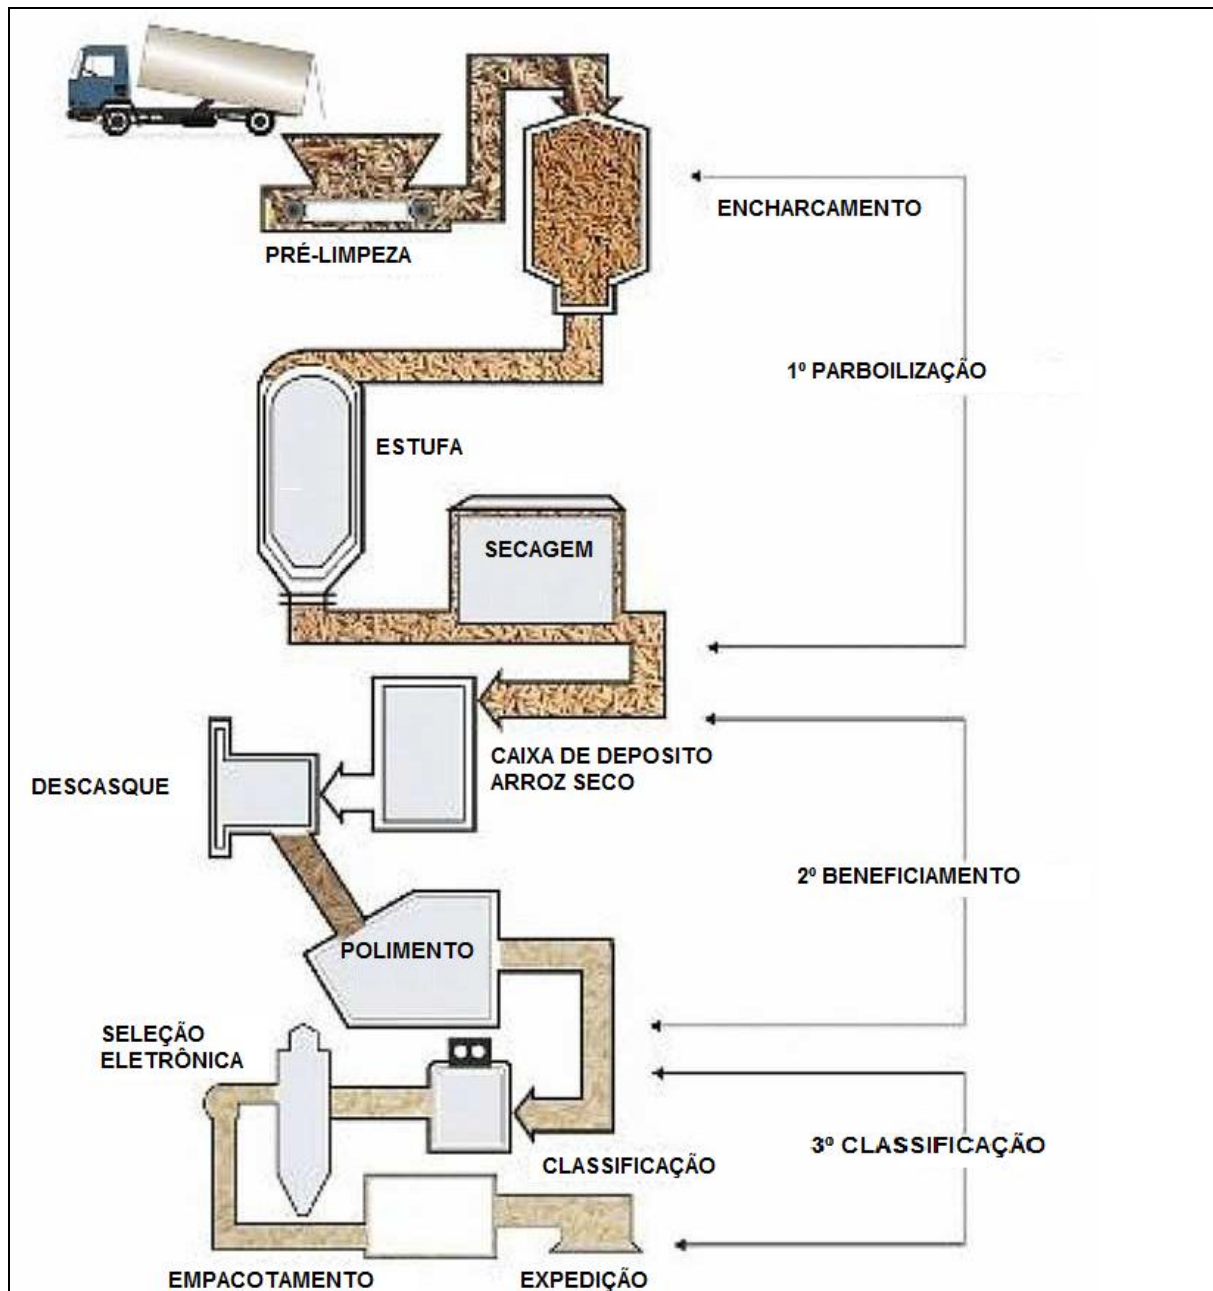 ENCHARCAMENTO
PRÉ-LIMPEZA
1º PARBOILIZAÇÃO
ESTUFA
SECAGEM
CAIXA DE DEPOSITO
ARROZ SECO
DESCASQUE
2º BENEFICIAMENTO
POLIMENTO
SELEÇÃO
ELETRÔNICA
3º CLASSIFICAÇÃO
CLASSIFICAÇÃO
EMPACOTAMENTO
EXPEDIÇÃO